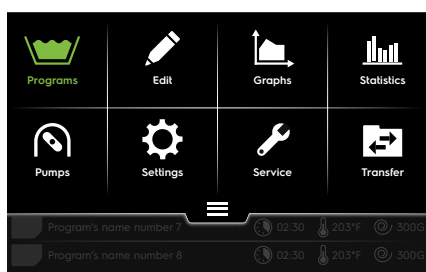 Programs Edit Graphs Statistics
Pumps Settings Service Transfer
Program's name number 7 02:30 203°F 300G
Program's name number 8 02:30 203°F 300G